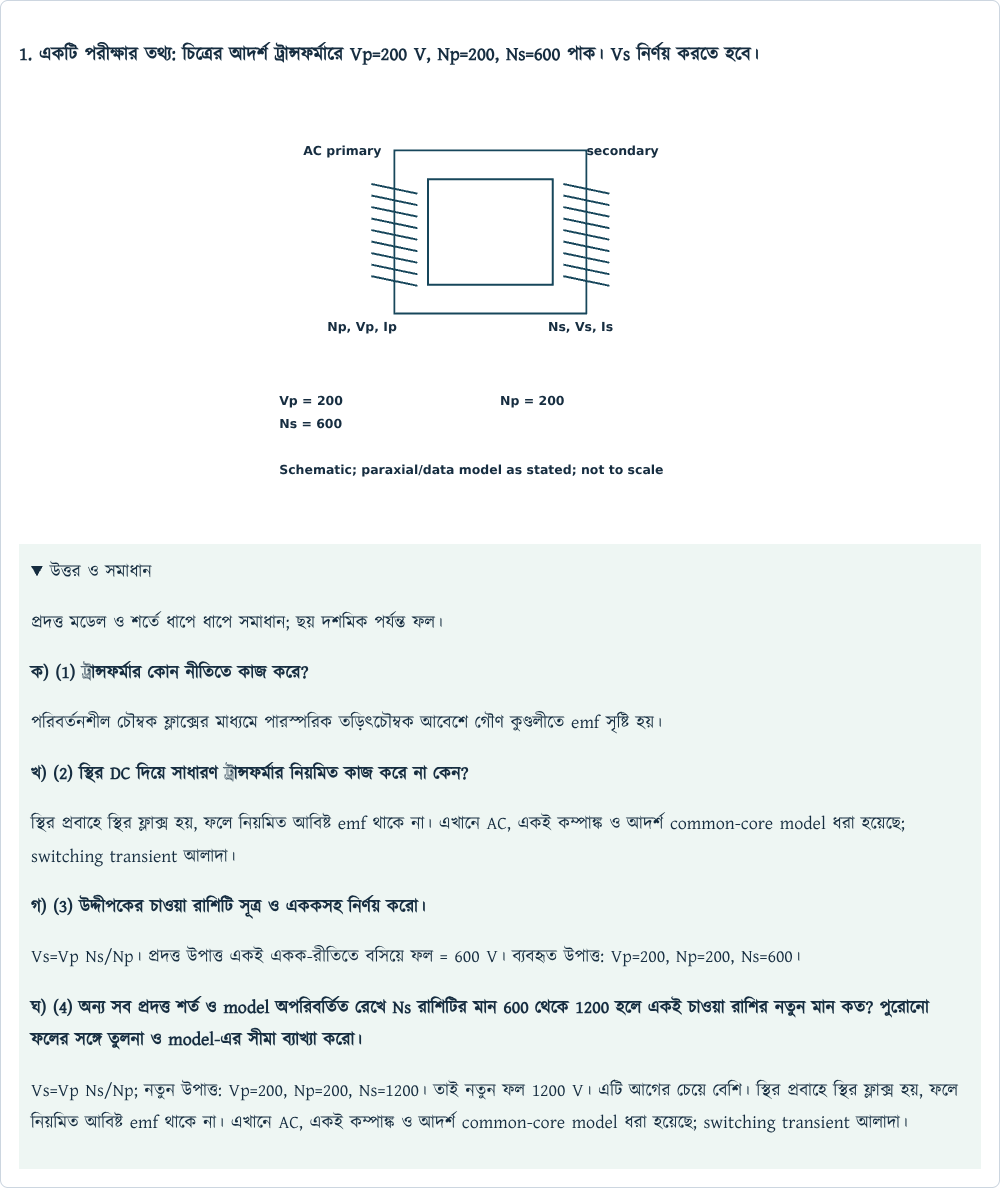 1. একটি পরীক্ষার তথ্য: চিত্রের আদর্শ ট্রান্সফর্মারে Vp=200 V, Np=200, Ns=600 পাক। Vs নির্ণয় করতে হবে।
AC primary secondary
Np, Vp, Ip Ns, Vs, Is
Vp = 200 Np = 200
Ns = 600
Schematic; paraxial/data model as stated; not to scale
▼ উত্তর ও সমাধান
প্রদত্ত মডেল ও শর্তে ধাপে ধাপে সমাধান; ছয় দশমিক পর্যন্ত ফল।
ক) (1) ট্রান্সফর্মার কোন নীতিতে কাজ করে?
পরিবর্তনশীল চৌম্বক ফ্লাক্সের মাধ্যমে পারস্পরিক তড়িৎচৌম্বক আবেশে গৌণ কুণ্ডলীতে emf সৃষ্টি হয়।
খ) (2) স্থির DC দিয়ে সাধারণ ট্রান্সফর্মার নিয়মিত কাজ করে না কেন?
স্থির প্রবাহে স্থির ফ্লাক্স হয়, ফলে নিয়মিত আবিষ্ট emf থাকে না। এখানে AC, একই কম্পাঙ্ক ও আদর্শ common-core model ধরা হয়েছে;
switching transient আলাদা।
গ) (3) উদ্দীপকের চাওয়া রাশিটি সূত্র ও এককসহ নির্ণয় করো।
Vs=Vp Ns/Np। প্রদত্ত উপাত্ত একই একক-রীতিতে বসিয়ে ফল = 600 V। ব্যবহৃত উপাত্ত: Vp=200, Np=200, Ns=600।
ঘ) (4) অন্য সব প্রদত্ত শর্ত ও model অপরিবর্তিত রেখে Ns রাশিটির মান 600 থেকে 1200 হলে একই চাওয়া রাশির নতুন মান কত? পুরোনো
ফলের সঙ্গে তুলনা ও model-এর সীমা ব্যাখ্যা করো।
Vs=Vp Ns/Np; নতুন উপাত্ত: Vp=200, Np=200, Ns=1200। তাই নতুন ফল 1200 V। এটি আগের চেয়ে বেশি। স্থির প্রবাহে স্থির ফ্লাক্স হয়, ফলে
নিয়মিত আবিষ্ট emf থাকে না। এখানে AC, একই কম্পাঙ্ক ও আদর্শ common-core model ধরা হয়েছে; switching transient আলাদা।